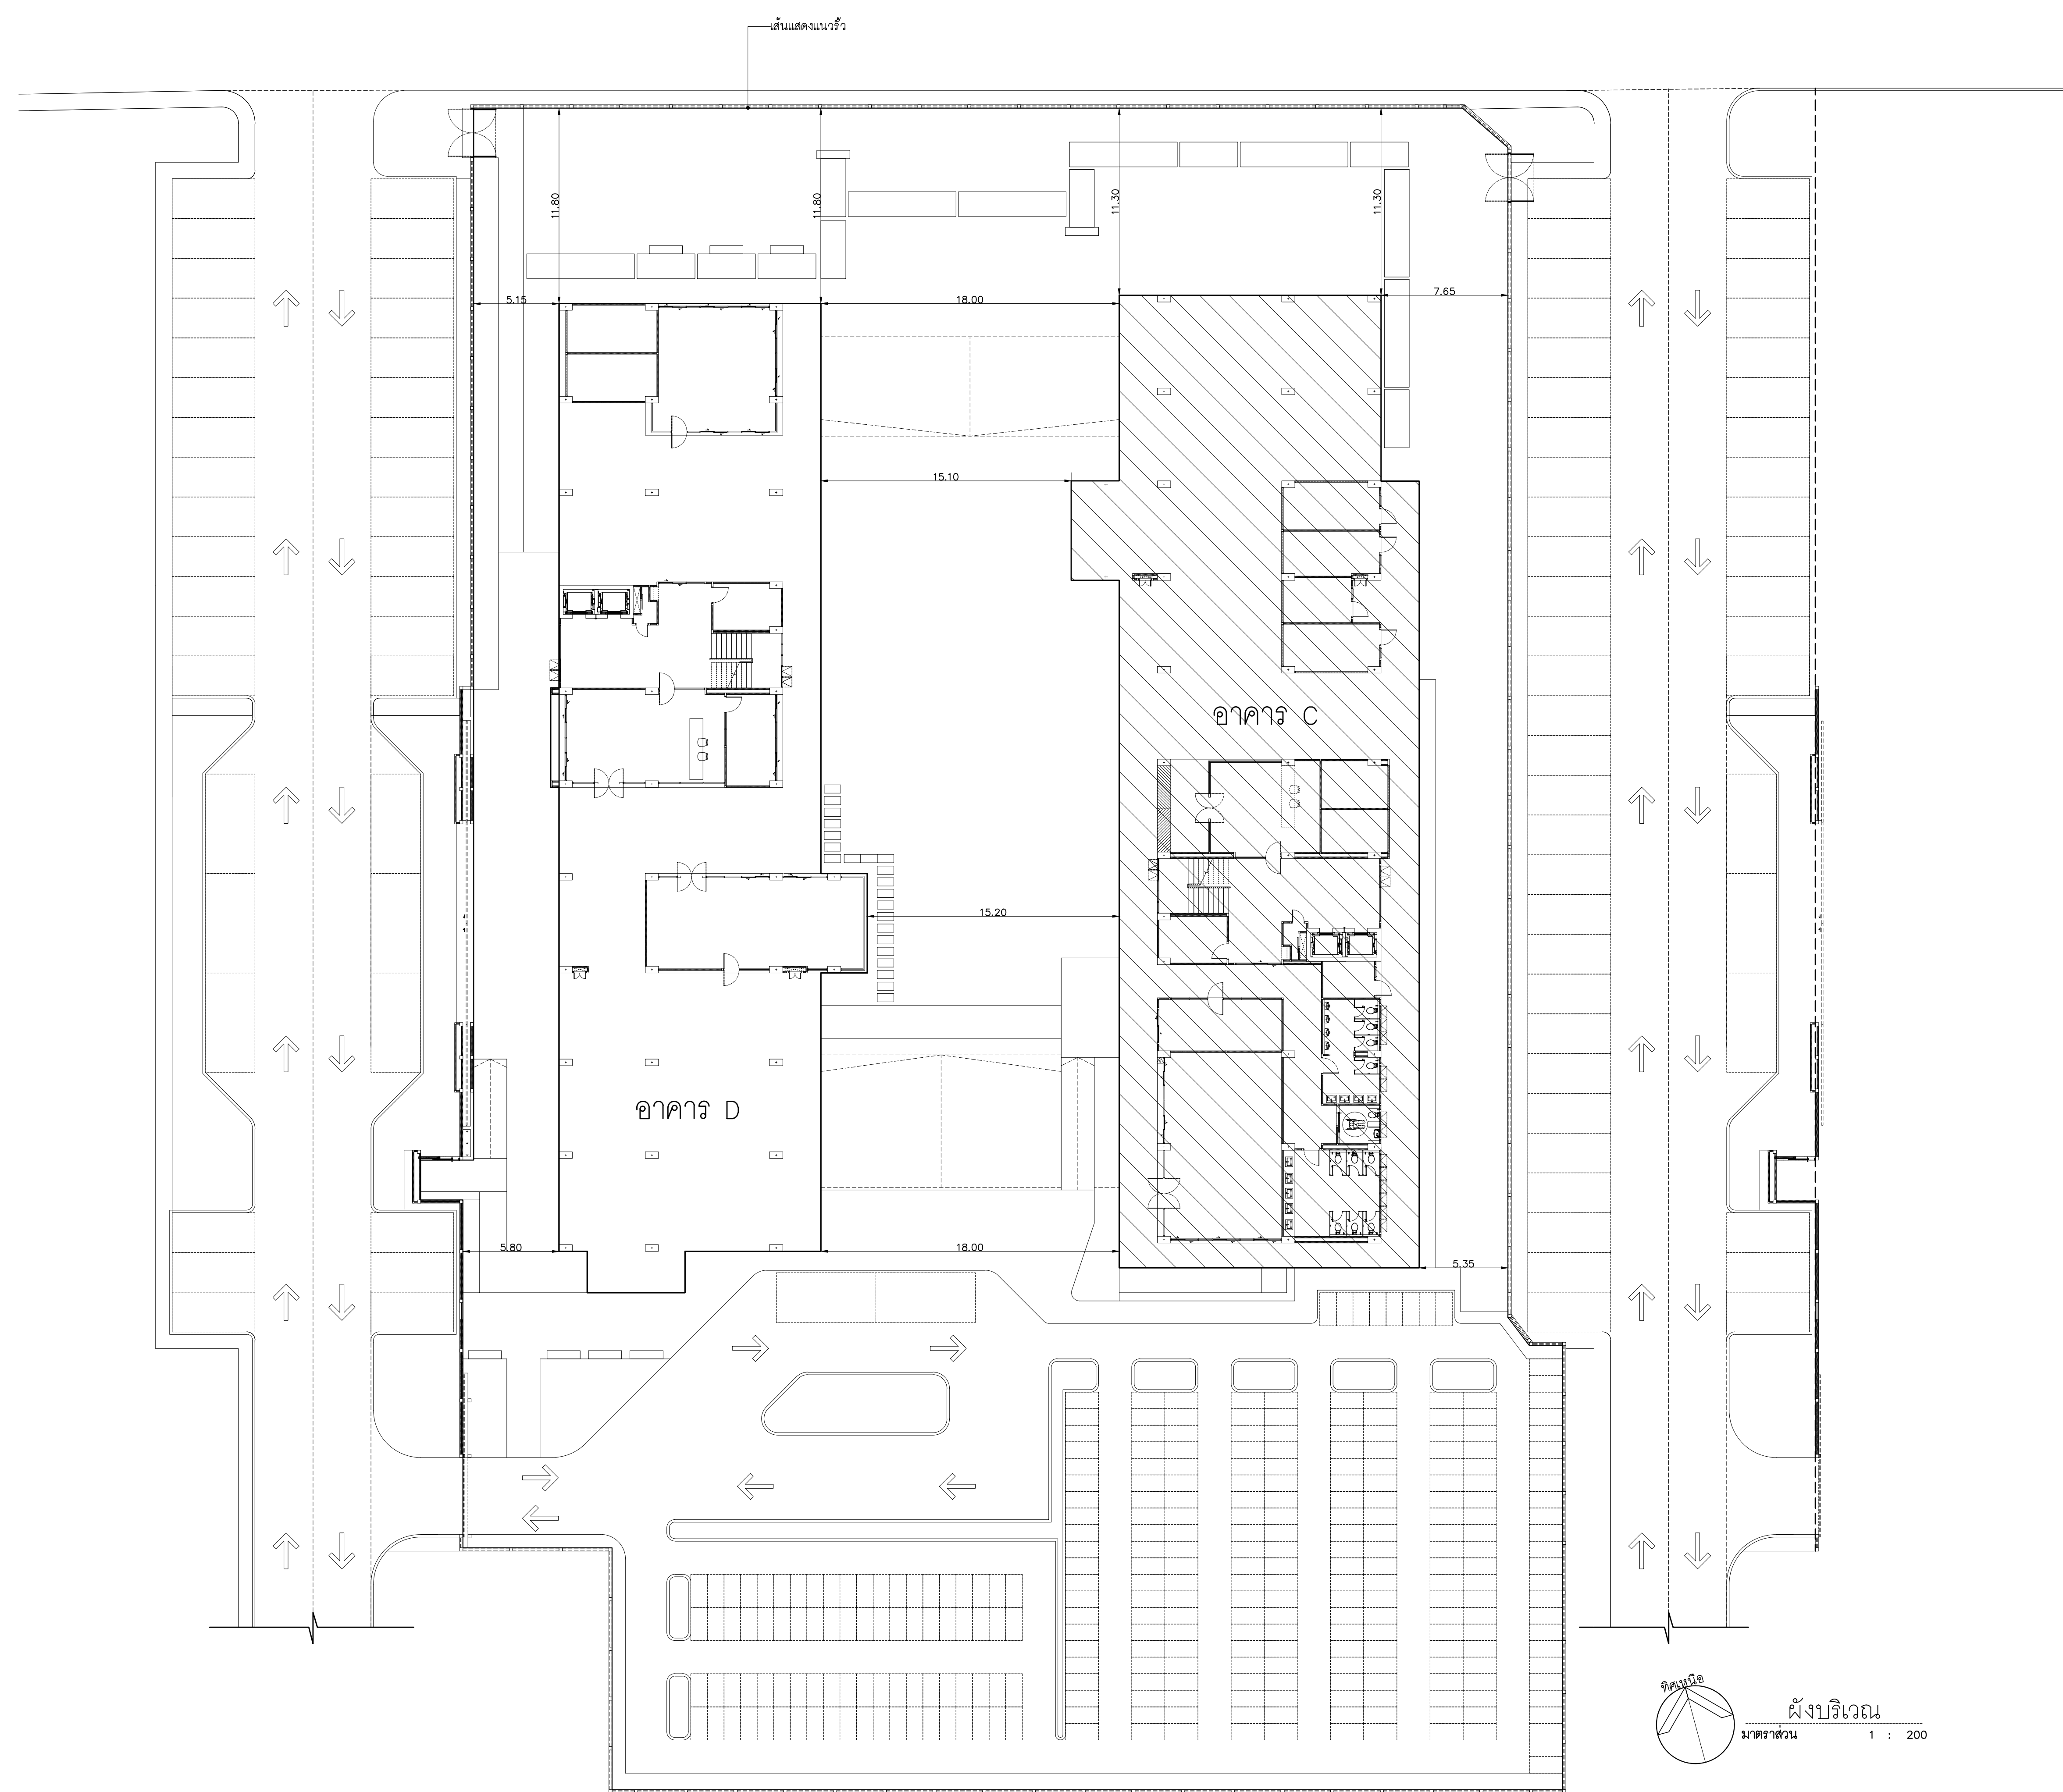 เส้นแสดงแนวรั้ว
11.80
11.80
11.30
11.30
5.15
18.00
7.65
15.10
อาคาร C
15.20
อาคาร D
5.80
18.00
5.35
ทิศเหนือ
ผังบริเวณ
มาตราส่วน 1 : 200